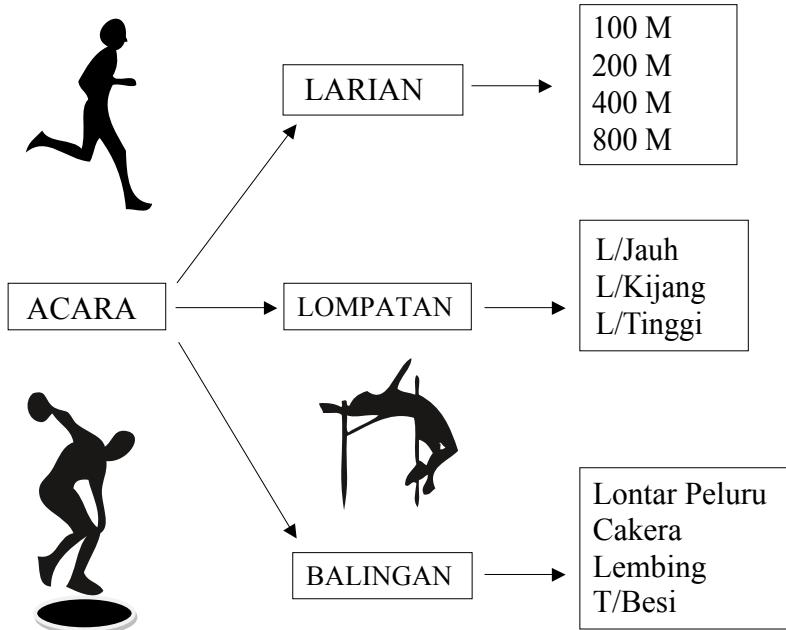 ACARA
LARIAN
100 M
200 M
400 M
800 M
LOMPATAN
L/Jauh
L/Kijang
L/Tinggi
BALINGAN
Lontar Peluru
Cakera
Lembing
T/Besi